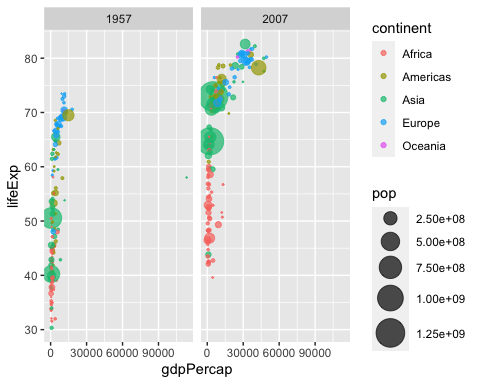 1957 2007
80
70
60
50
40
30
lifeExp
0 30000 60000 90000 0 30000 60000 90000
gdpPercap
continent
Africa
Americas
Asia
Europe
Oceania
pop
2.50e+08
5.00e+08
7.50e+08
1.00e+09
1.25e+09